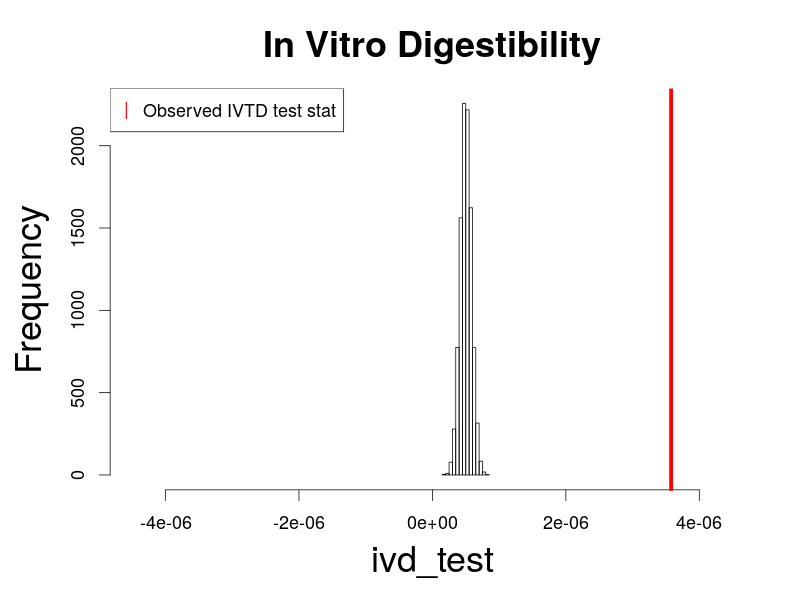 In Vitro Digestibility
Observed IVTD test stat
Frequency
2000
1500
1000
500
0
-4e-06 -2e-06 0e+00 2e-06 4e-06
ivd_test